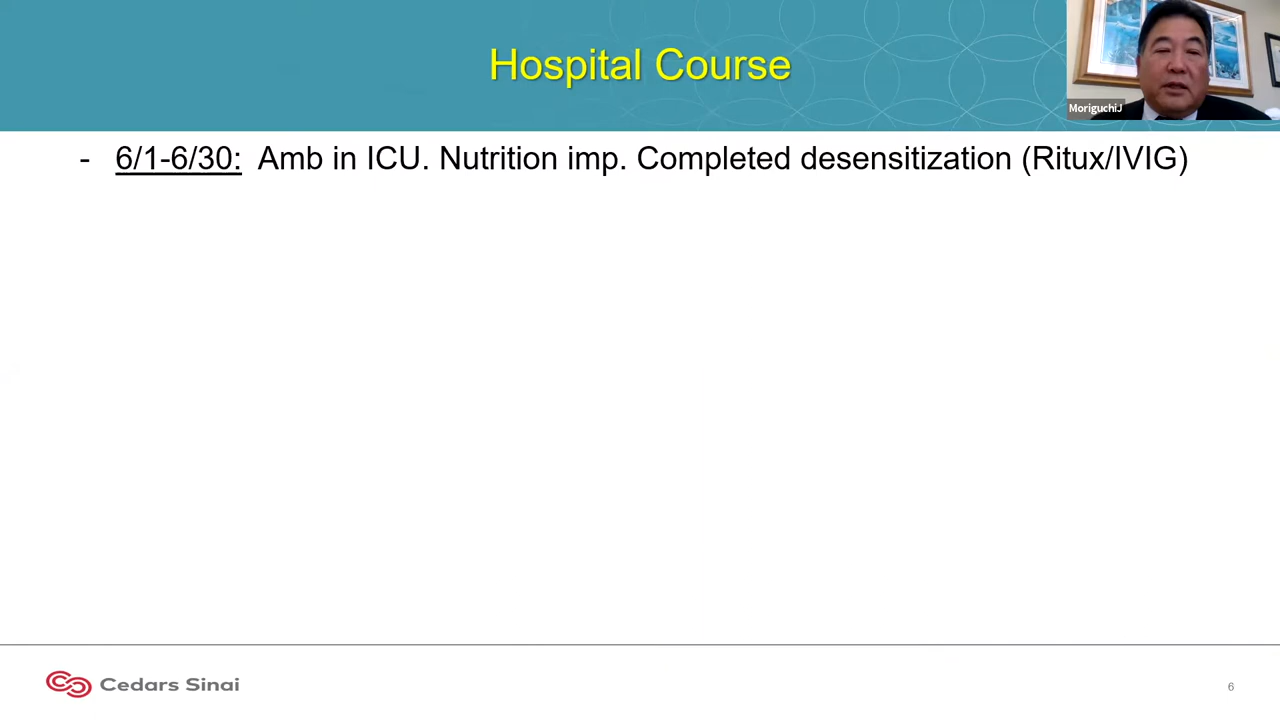 Hospital Course
MoriguchiJ
- 6/1-6/30: Amb in ICU. Nutrition imp. Completed desensitization (Ritux/IVIG)
Cedars Sinai
6